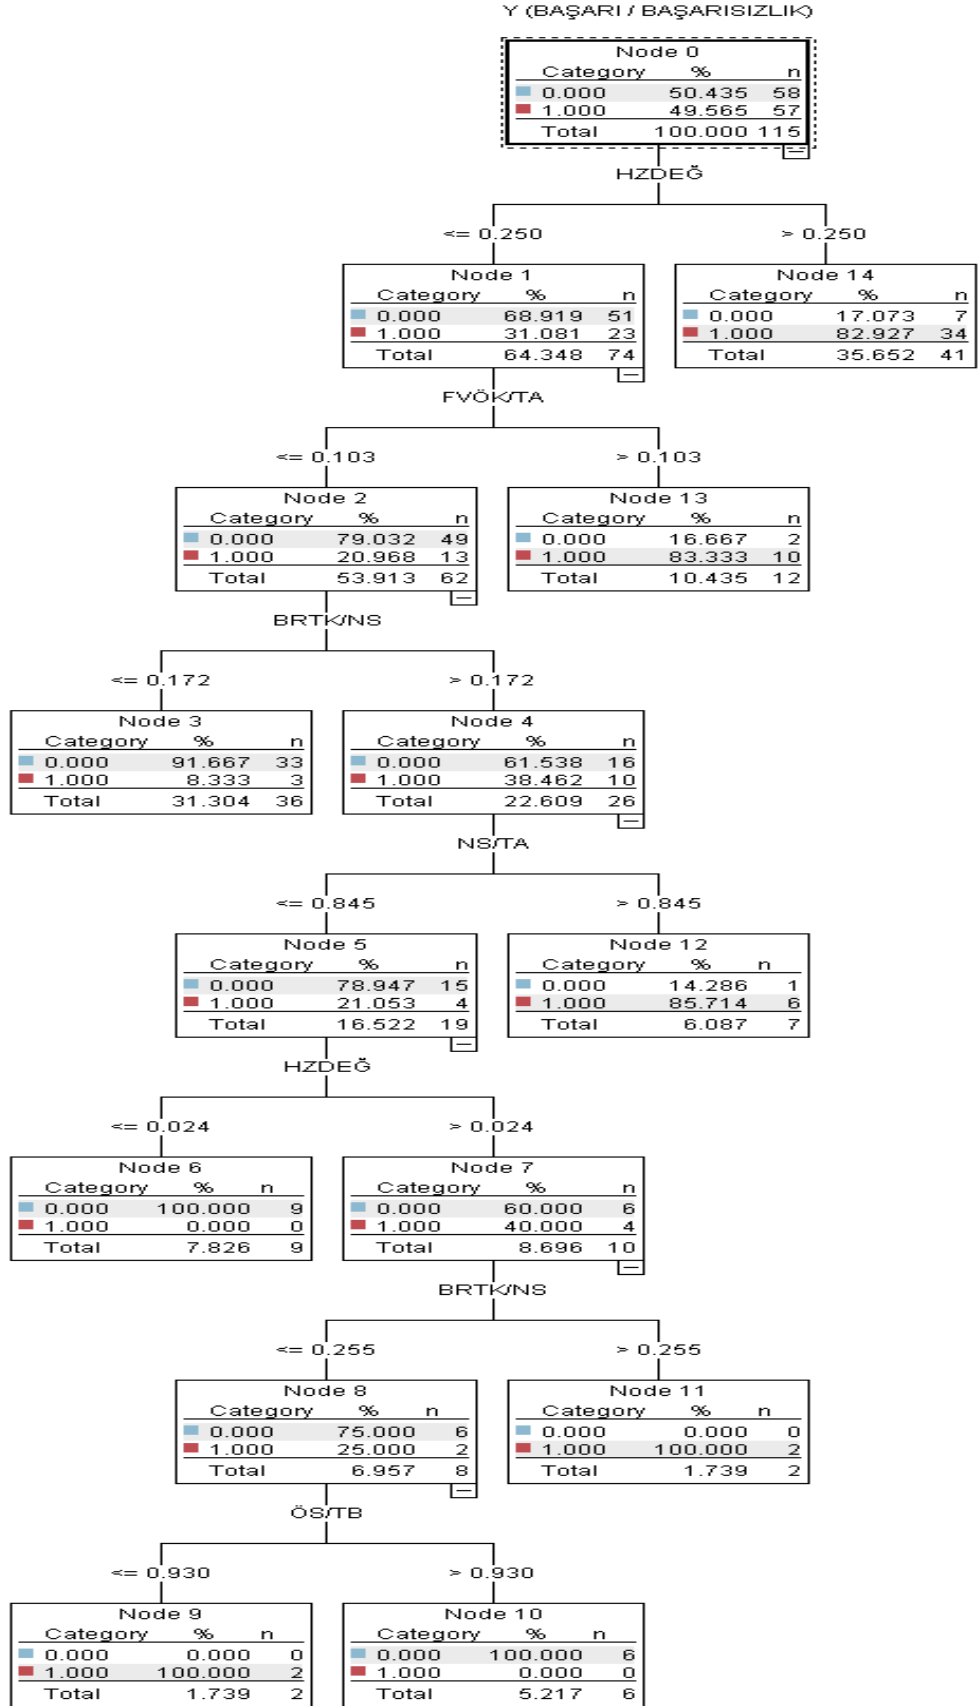 Y (BAŞARI / BAŞARISIZLIK)
Node 0
Category % n
0.000 50.435 58
1.000 49.565 57
Total 100.000 115
HZDEĞ
<= 0.250
> 0.250
Node 1
Category % n
0.000 68.919 51
1.000 31.081 23
Total 64.348 74
Node 14
Category % n
0.000 17.073 7
1.000 82.927 34
Total 35.652 41
FVÖK/TA
<= 0.103
> 0.103
Node 2
Category % n
0.000 79.032 49
1.000 20.968 13
Total 53.913 62
Node 13
Category % n
0.000 16.667 2
1.000 83.333 10
Total 10.435 12
BRTK/NS
<= 0.172
> 0.172
Node 3
Category % n
0.000 91.667 33
1.000 8.333 3
Total 31.304 36
Node 4
Category % n
0.000 61.538 16
1.000 38.462 10
Total 22.609 26
NS/TA
<= 0.845
> 0.845
Node 5
Category % n
0.000 78.947 15
1.000 21.053 4
Total 16.522 19
Node 12
Category % n
0.000 14.286 1
1.000 85.714 6
Total 6.087 7
HZDEĞ
<= 0.024
> 0.024
Node 6
Category % n
0.000 100.000 9
1.000 0.000 0
Total 7.826 9
Node 7
Category % n
0.000 60.000 6
1.000 40.000 4
Total 8.696 10
BRTK/NS
<= 0.255
> 0.255
Node 8
Category % n
0.000 75.000 6
1.000 25.000 2
Total 6.957 8
Node 11
Category % n
0.000 0.000 0
1.000 100.000 2
Total 1.739 2
ÖS/TB
<= 0.930
> 0.930
Node 9
Category % n
0.000 0.000 0
1.000 100.000 2
Total 1.739 2
Node 10
Category % n
0.000 100.000 6
1.000 0.000 0
Total 5.217 6